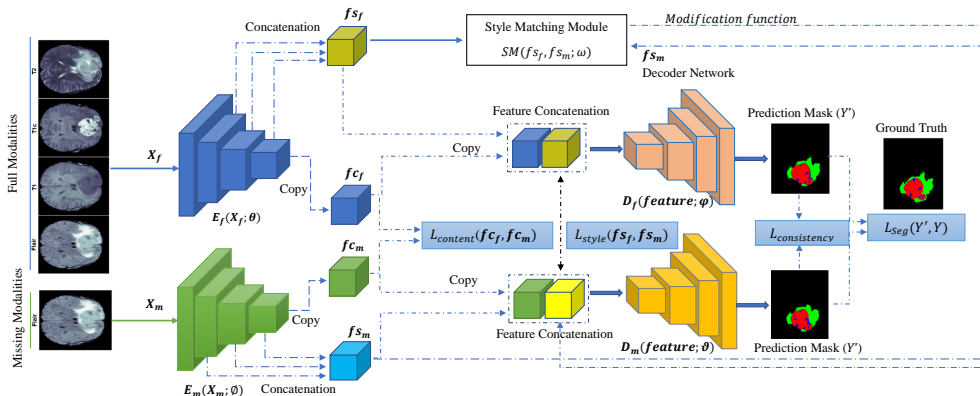 Full Modalities
Missing Modalities
T2
T1c
T1
Flair
Flair
X_f
X_m
Concatenation
fs_f
Style Matching Module
SM(fs_f, fs_m; ω)
Modification function
fs_m
Decoder Network
Feature Concatenation
Copy
Prediction Mask (Y')
Ground Truth
E_f(X_f; θ)
Copy
fc_f
D_f(feature; φ)
L_content(fc_f, fc_m)
L_style(fs_f, fs_m)
L_consistency
L_Seg(Y', Y)
fc_m
Copy
Copy
fs_m
Feature Concatenation
E_m(X_m; ∅)
Concatenation
D_m(feature; ϑ)
Prediction Mask (Y')